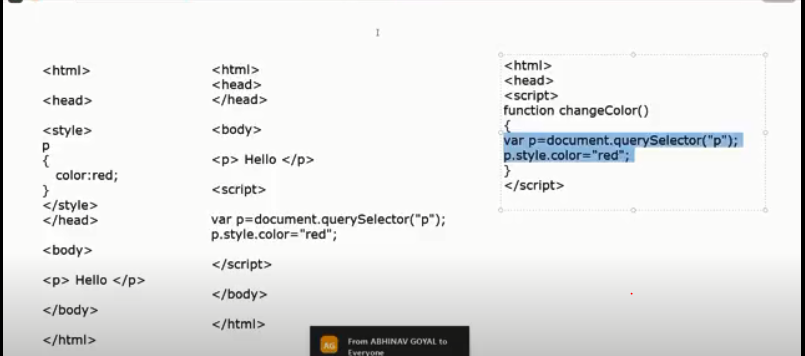 <html>
<head>
<style>
p
{
color:red;
}
</style>
</head>
<body>
<p> Hello </p>
</body>
</html>
<html>
<head>
</head>
<body>
<p> Hello </p>
<script>
var p=document.querySelector("p");
p.style.color="red";
</script>
</body>
</html>
<html>
<head>
<script>
function changeColor()
{
var p=document.querySelector("p");
p.style.color="red";
}
</script>
AG
From ABHINAV GOYAL to
Everyone